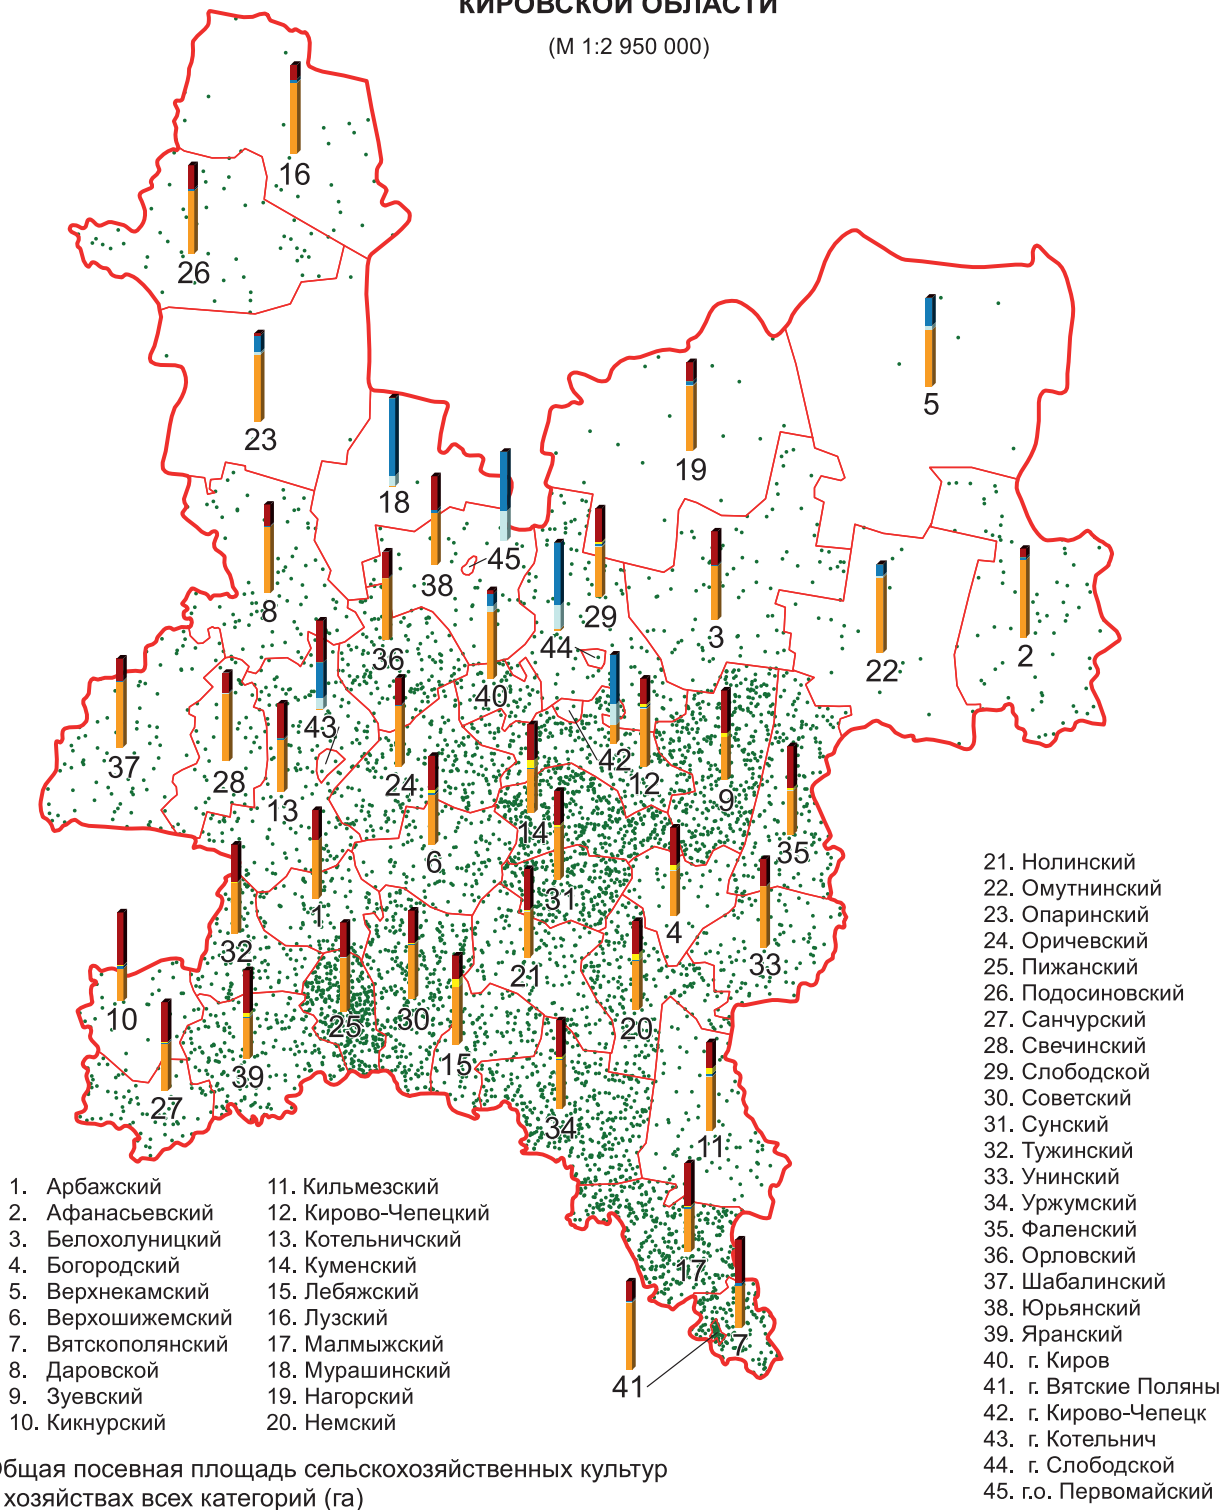 КИРОВСКОЙ ОБЛАСТИ
(М 1:2 950 000)
16
26
5
23
19
18
45
38
29
8
3
36
44
2
22
40
43
37
28
24
42
12
13
9
14
6
35
31
1
4
32
21
33
10
25
30
20
39
15
27
34
11
17
7
41
1. Арбажский
2. Афанасьевский
3. Белохолуницкий
4. Богородский
5. Верхнекамский
6. Верхошижемский
7. Вятскополянский
8. Даровской
9. Зуевский
10. Кикнурский
11. Кильмезский
12. Кирово-Чепецкий
13. Котельничский
14. Куменский
15. Лебяжский
16. Лузский
17. Малмыжский
18. Мурашинский
19. Нагорский
20. Немский
21. Нолинский
22. Омутнинский
23. Опаринский
24. Оричевский
25. Пижанский
26. Подосиновский
27. Санчурский
28. Свечинский
29. Слободской
30. Советский
31. Сунский
32. Тужинский
33. Унинский
34. Уржумский
35. Фаленский
36. Орловский
37. Шабалинский
38. Юрьянский
39. Яранский
40. г. Киров
41. г. Вятские Поляны
42. г. Кирово-Чепецк
43. г. Котельнич
44. г. Слободской
45. г.о. Первомайский
Общая посевная площадь сельскохозяйственных культур
хозяйствах всех категорий (га)